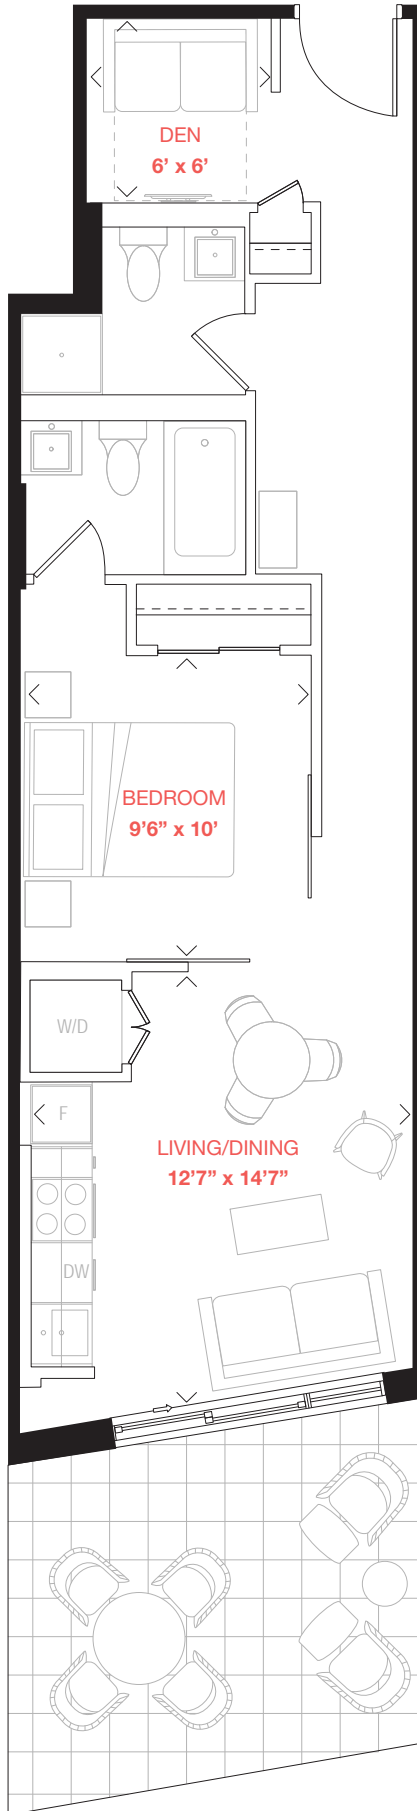 DEN
6’ x 6’
BEDROOM
9’6” x 10’
W/D
F
LIVING/DINING
12’7” x 14’7”
DW